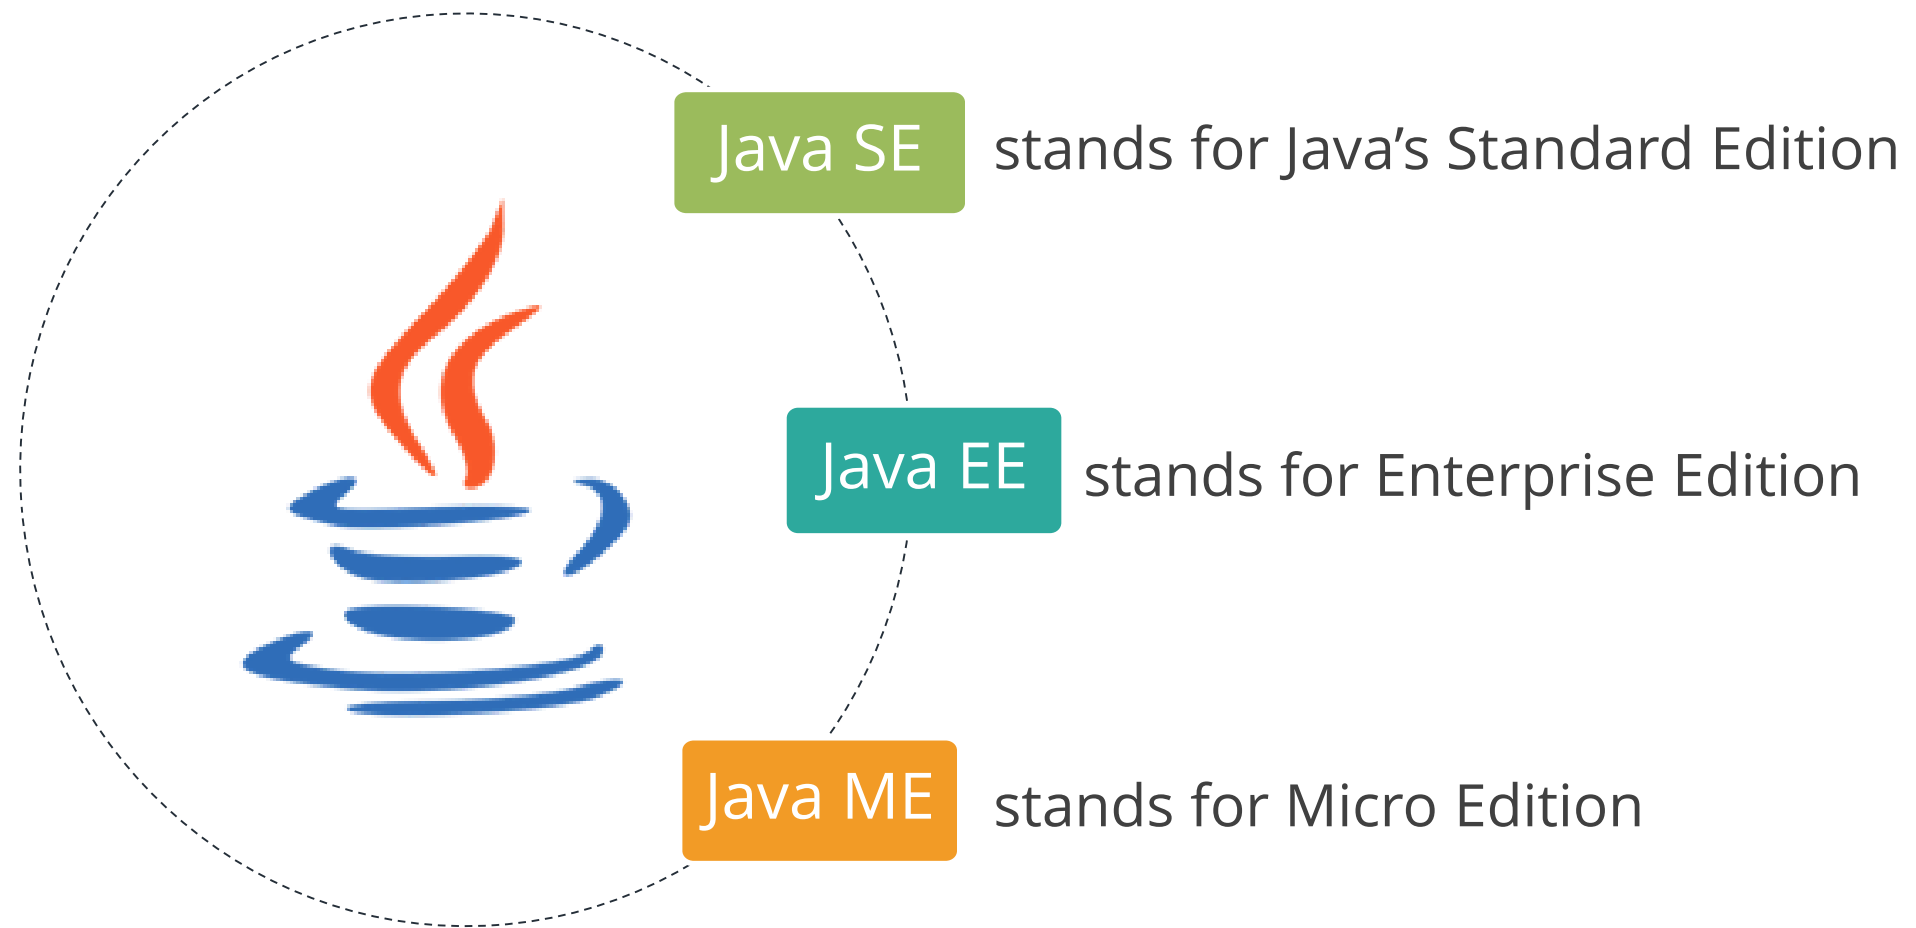 Java SE stands for Java’s Standard Edition
Java EE stands for Enterprise Edition
Java ME stands for Micro Edition